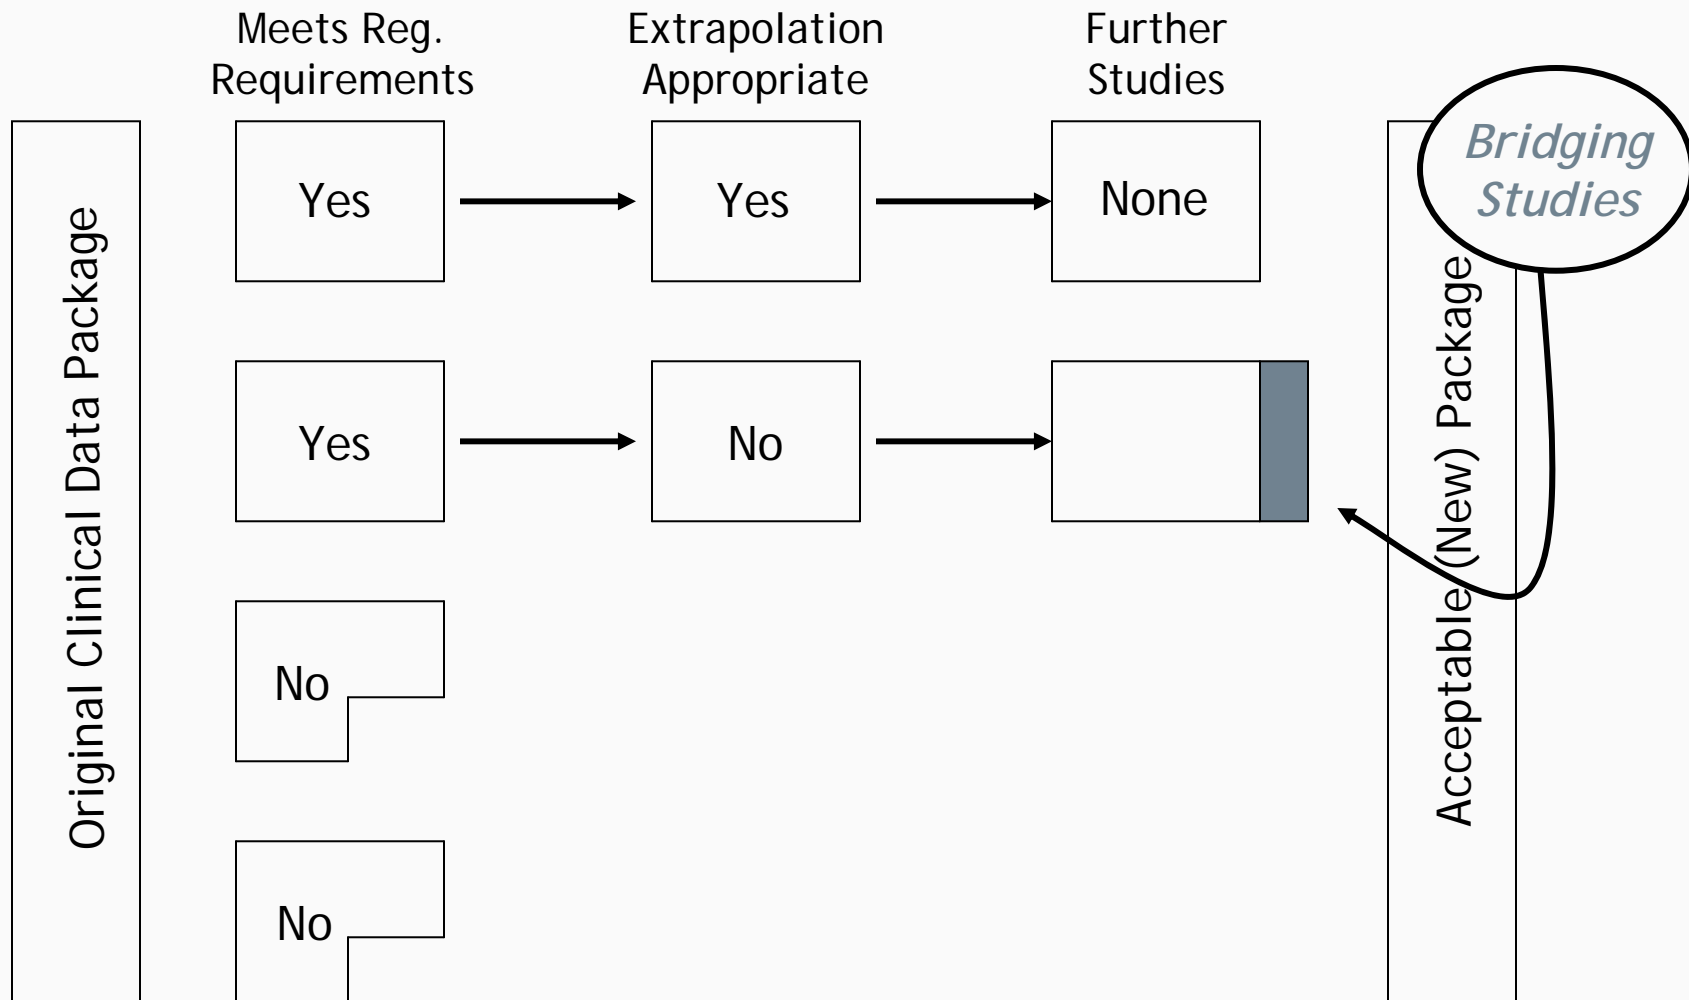 Meets Reg.
Requirements
Extrapolation
Appropriate
Further
Studies
Bridging
Studies
Original Clinical Data Package
Yes
Yes
None
Acceptable (New) Package
Yes
No
No
No